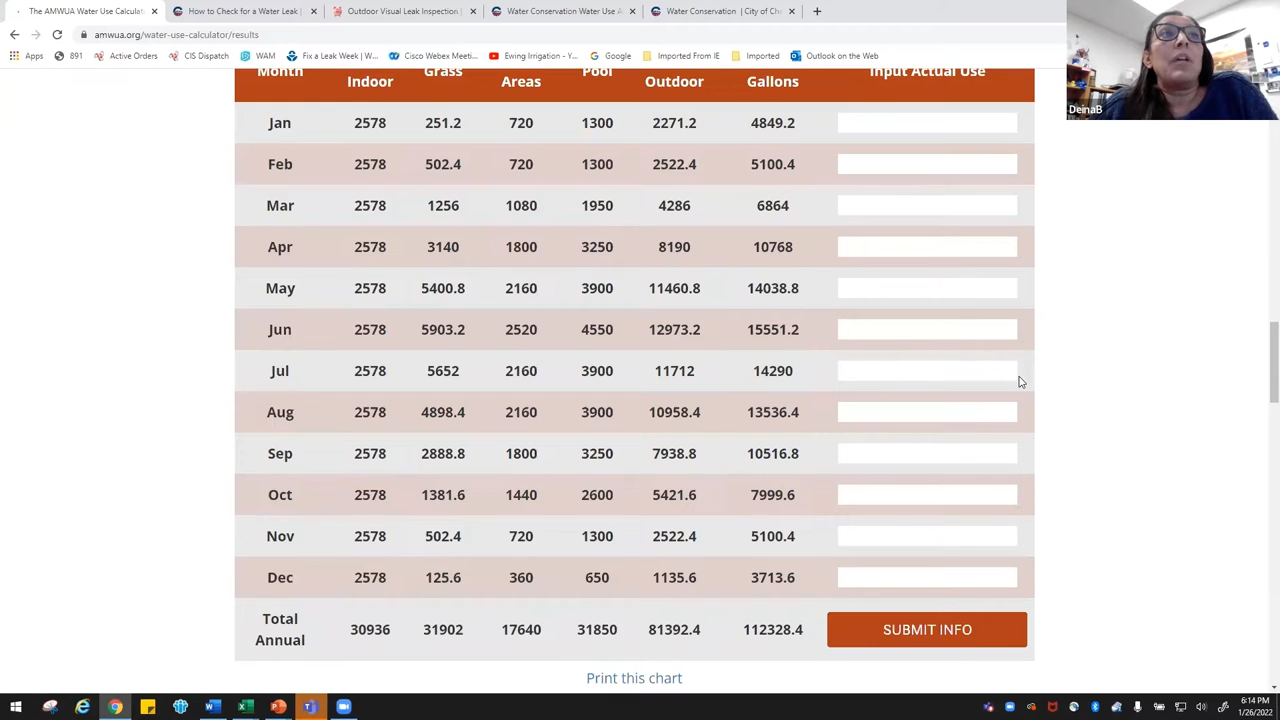 The AMWUA Water Use Calculat
How to Check for a Water Leak
Outdoor Visual Leak Inspection
Water Conservation Water Use A
Water Conservation | City of Ch
amwua.org/water-use-calculator/results
Apps 891 Active Orders CIS Dispatch WAM Fix a Leak Week | W... Cisco Webex Meet... Ewing Irrigation - Y... Google Imported From IE Imported Outlook on the Web
DeinaB
Month Indoor Grass Areas Pool Outdoor Gallons Input Actual Use
Jan 2578 251.2 720 1300 2271.2 4849.2
Feb 2578 502.4 720 1300 2522.4 5100.4
Mar 2578 1256 1080 1950 4286 6864
Apr 2578 3140 1800 3250 8190 10768
May 2578 5400.8 2160 3900 11460.8 14038.8
Jun 2578 5903.2 2520 4550 12973.2 15551.2
Jul 2578 5652 2160 3900 11712 14290
Aug 2578 4898.4 2160 3900 10958.4 13536.4
Sep 2578 2888.8 1800 3250 7938.8 10516.8
Oct 2578 1381.6 1440 2600 5421.6 7999.6
Nov 2578 502.4 720 1300 2522.4 5100.4
Dec 2578 125.6 360 650 1135.6 3713.6
Total
Annual 30936 31902 17640 31850 81392.4 112328.4 SUBMIT INFO
Print this chart
6:14 PM
1/26/2022